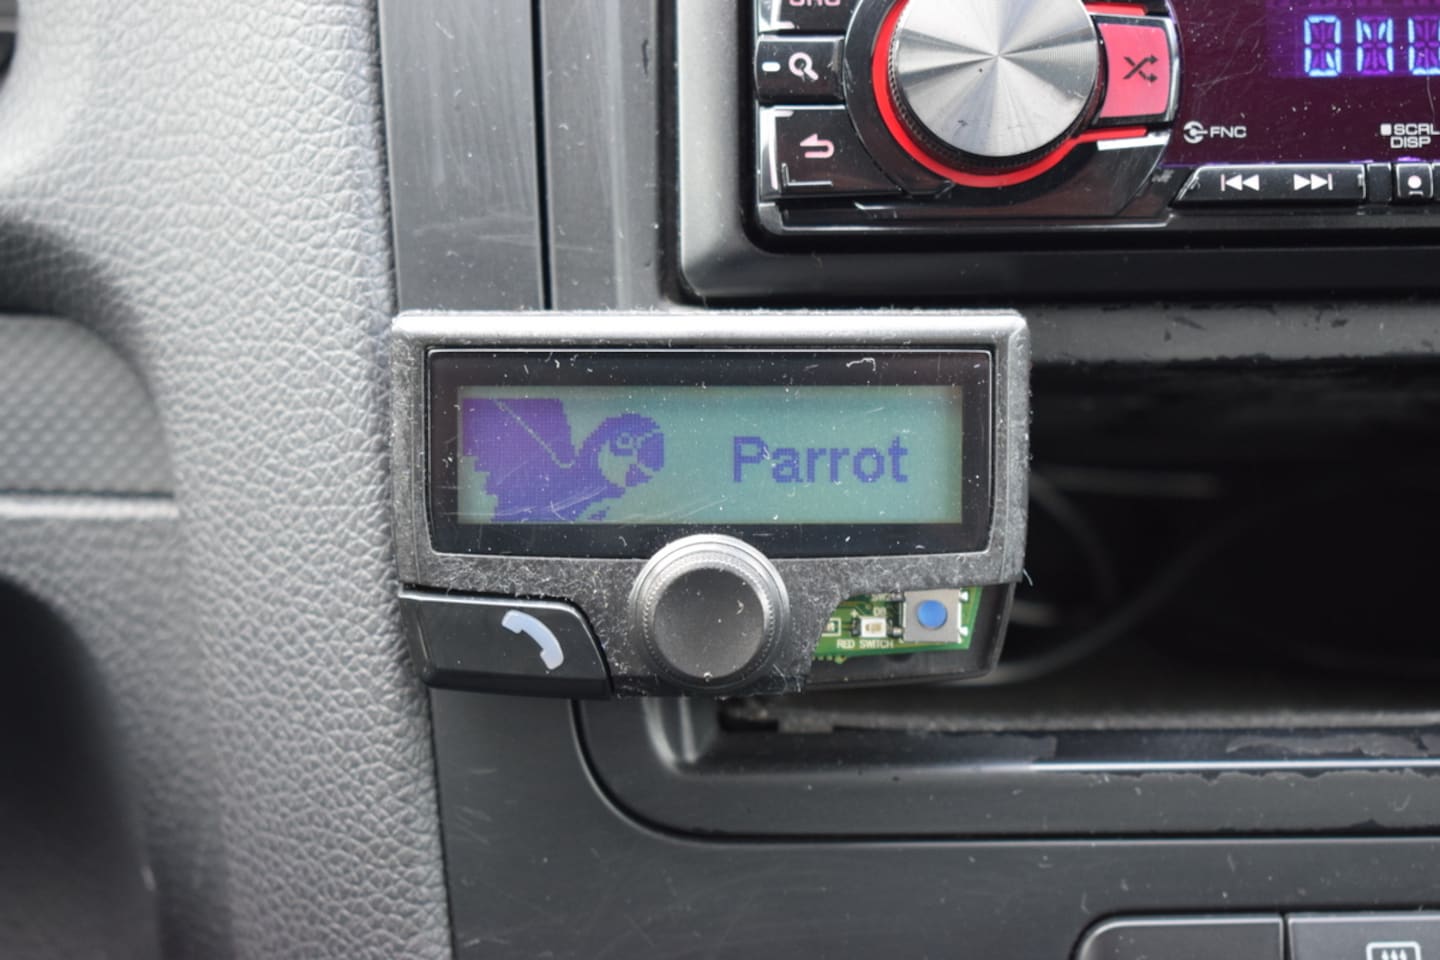 FNC
SCRL
DISP
Parrot
RED SWITCH